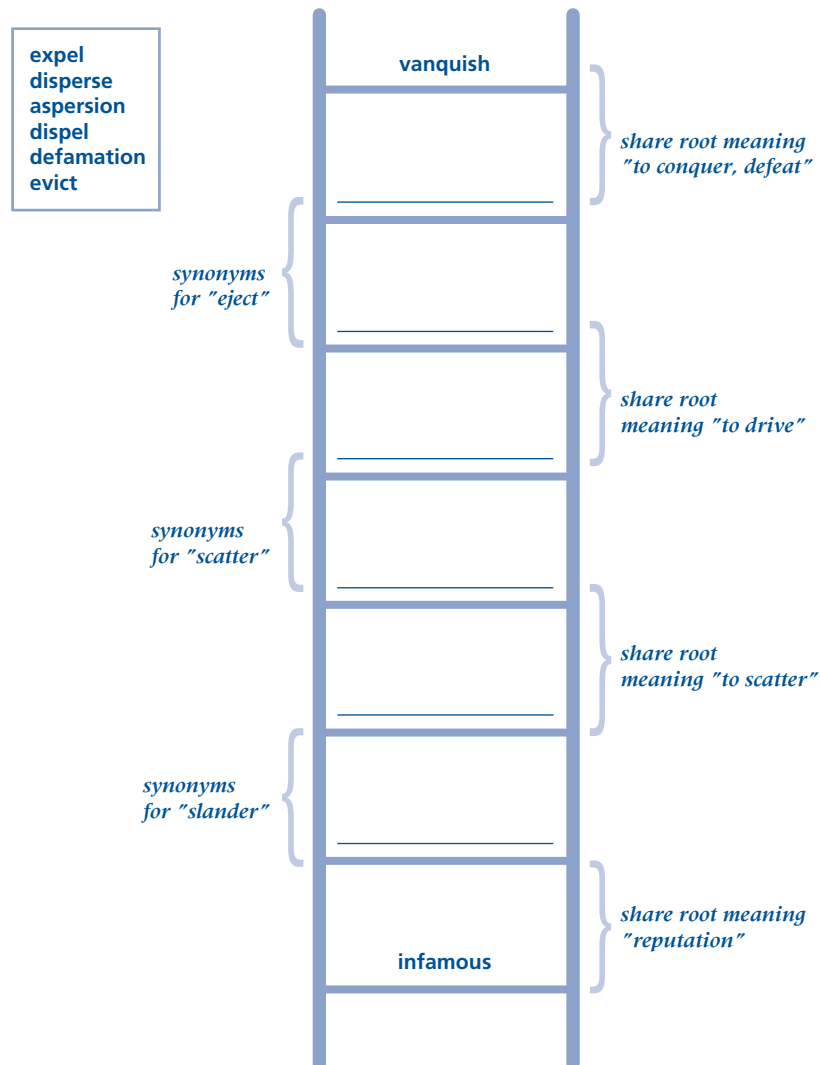 expel
disperse
aspersion
dispel
defamation
evict
vanquish
share root meaning
"to conquer, defeat"
synonyms
for "eject"
share root
meaning "to drive"
synonyms
for "scatter"
share root
meaning "to scatter"
synonyms
for "slander"
share root meaning
"reputation"
infamous